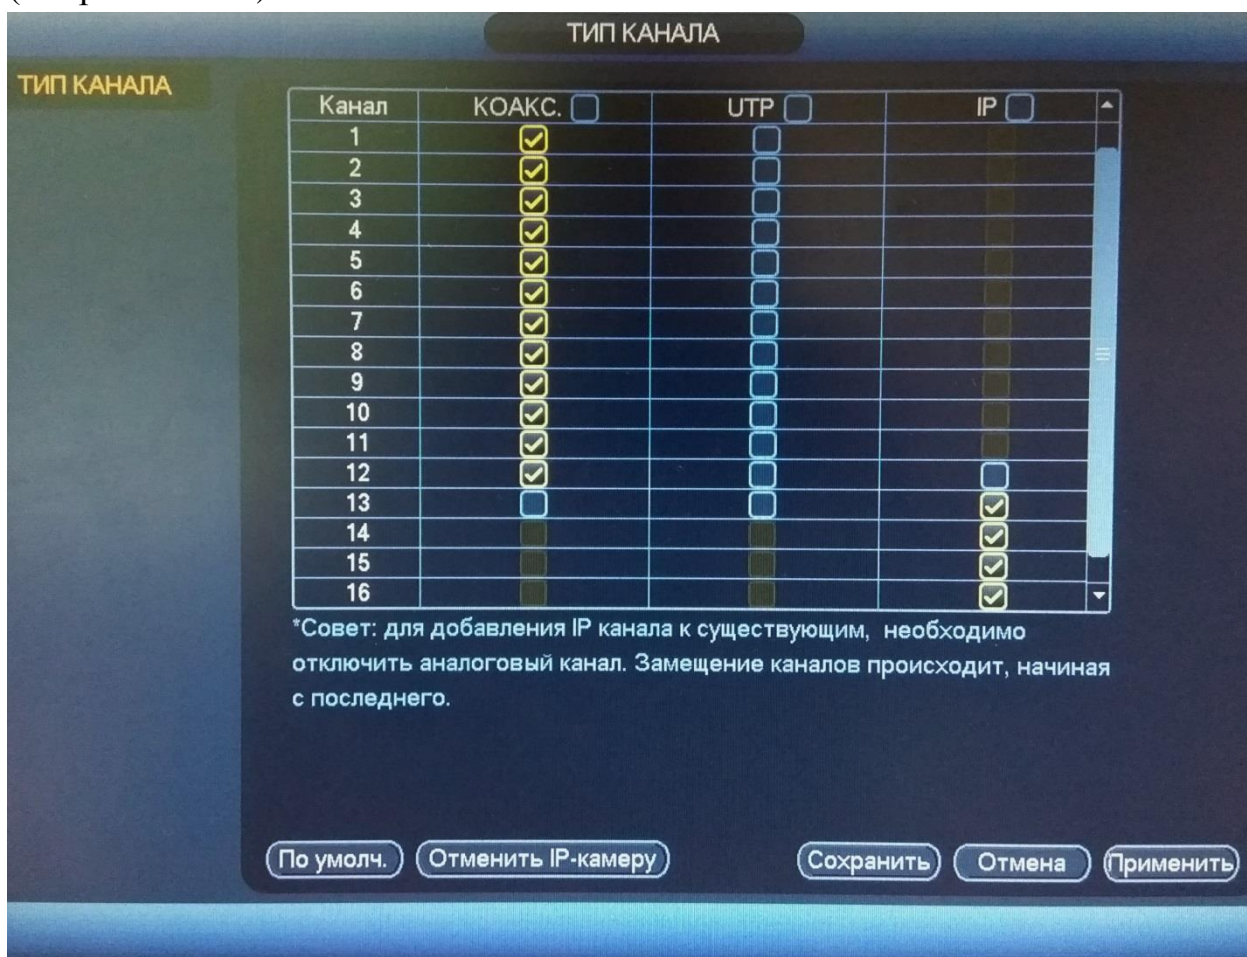 ТИП КАНАЛА
ТИП КАНАЛА
Канал КОАКС. UTP IP
1
2
3
4
5
6
7
8
9
10
11
12
13
14
15
16
*Совет: для добавления IP канала к существующим, необходимо
отключить аналоговый канал. Замещение каналов происходит, начиная
с последнего.
По умолч. Отменить IP-камеру Сохранить Отмена Применить